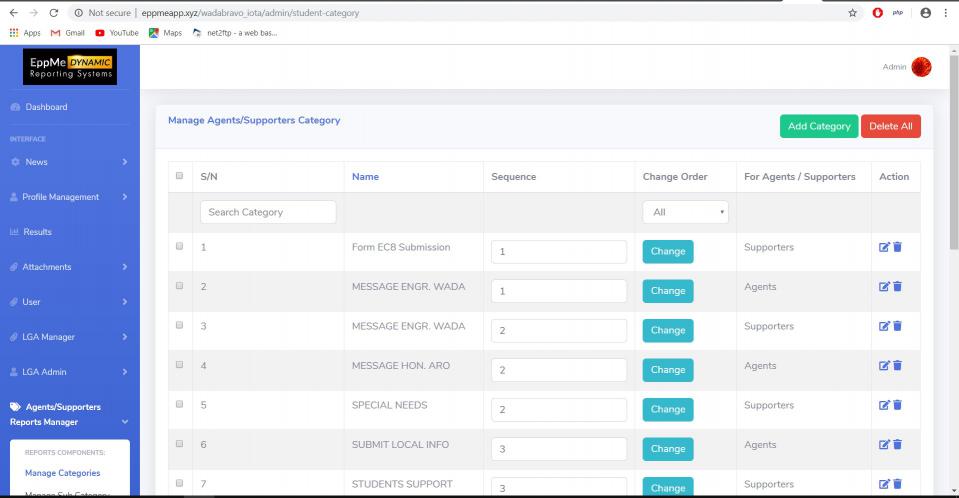 Not secure | eppmeapp.xyz/wadabravo_iota/admin/student-category
php
Apps Gmail YouTube Maps net2ftp - a web bas...
EppMe DYNAMIC
Reporting Systems
Admin
Dashboard
INTERFACE
News
Profile Management
Results
Attachments
User
LGA Manager
LGA Admin
Agents/Supporters
Reports Manager
REPORTS COMPONENTS:
Manage Categories
Manage Sub Category
Manage Agents/Supporters Category
Add Category Delete All
S/N Name Sequence Change Order For Agents / Supporters Action
Search Category All
1 Form EC8 Submission 1 Change Supporters
2 MESSAGE ENGR. WADA 1 Change Agents
3 MESSAGE ENGR. WADA 2 Change Supporters
4 MESSAGE HON. ARO 2 Change Agents
5 SPECIAL NEEDS 2 Change Supporters
6 SUBMIT LOCAL INFO 3 Change Agents
7 STUDENTS SUPPORT 3 Change Supporters